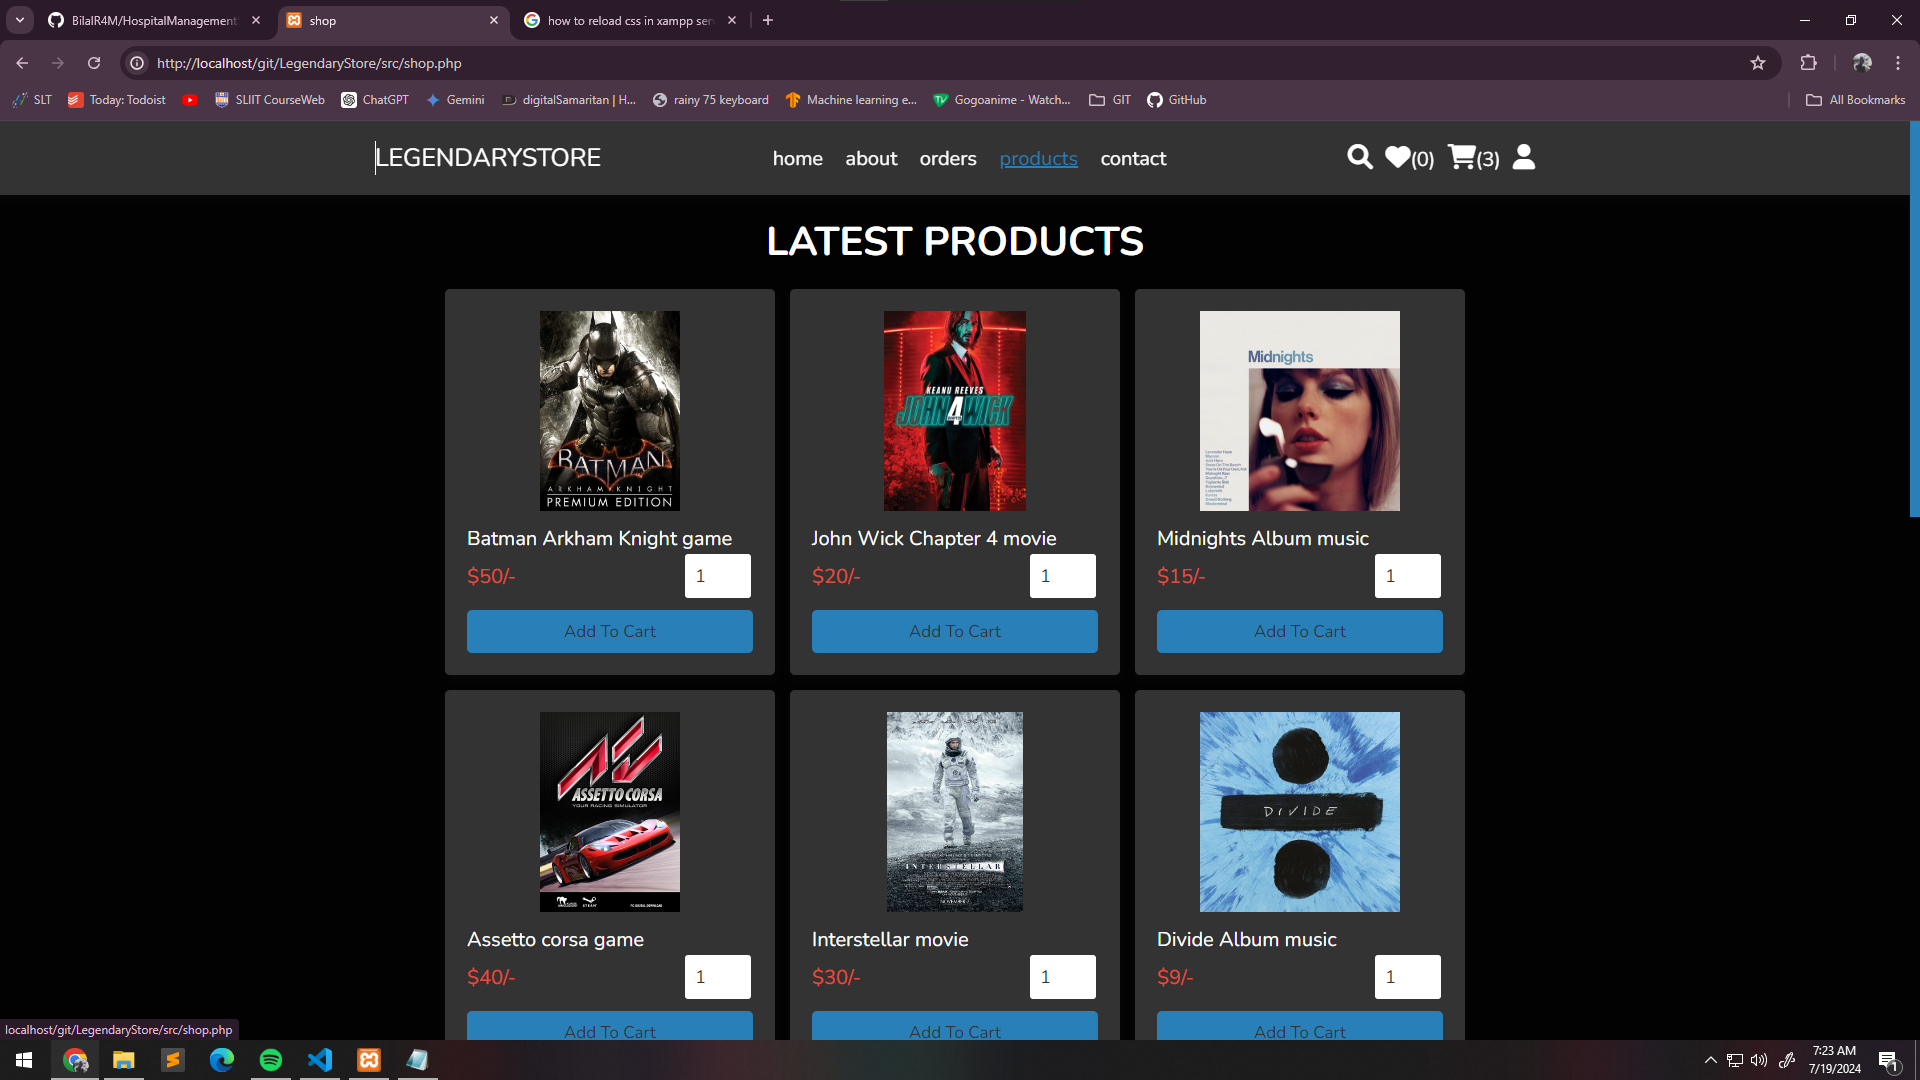 BilalR4M/HospitalManagement
shop
how to reload css in xampp ser
http://localhost/git/LegendaryStore/src/shop.php
SLT
Today: Todoist
SLIIT CourseWeb
ChatGPT
Gemini
digitalSamaritan | H...
rainy 75 keyboard
Machine learning e...
Gogoanime - Watch...
GIT
GitHub
All Bookmarks
LEGENDARYSTORE
home about orders products contact
(0) (3)
LATEST PRODUCTS
BATMAN
ARKHAM KNIGHT
PREMIUM EDITION
KEANU REEVES
JOHN WICK
4
Midnights
Batman Arkham Knight game
$50/- 1
Add To Cart
John Wick Chapter 4 movie
$20/- 1
Add To Cart
Midnights Album music
$15/- 1
Add To Cart
ASSETTO CORSA
YOUR RACING SIMULATOR
INTERSTELLAR
DIVIDE
Assetto corsa game
$40/- 1
Add To Cart
Interstellar movie
$30/- 1
Add To Cart
Divide Album music
$9/- 1
Add To Cart
localhost/git/LegendaryStore/src/shop.php
7:23 AM
7/19/2024
1